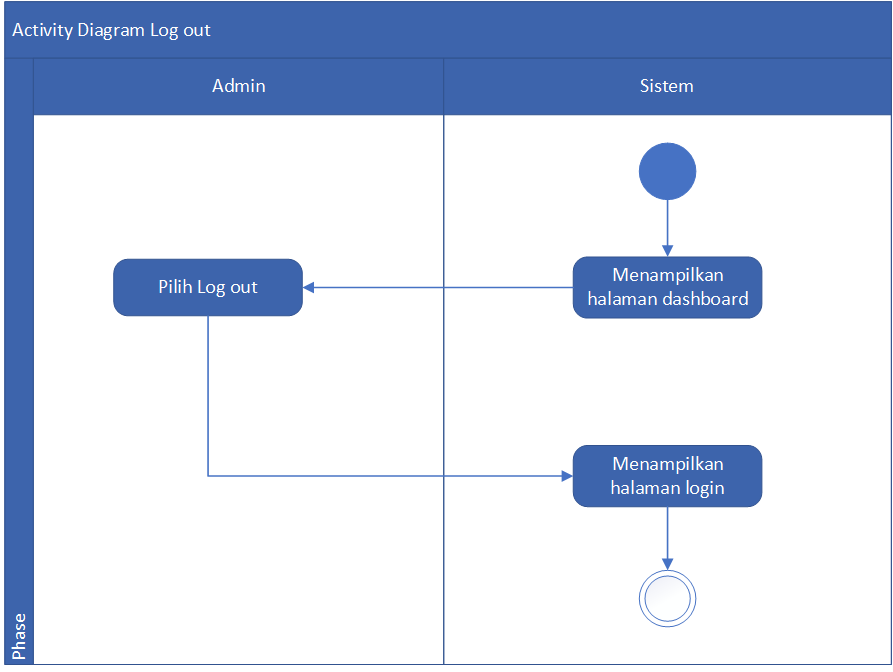 Activity Diagram Log out
Admin
Sistem
Menampilkan
halaman dashboard
Pilih Log out
Menampilkan
halaman login
Phase